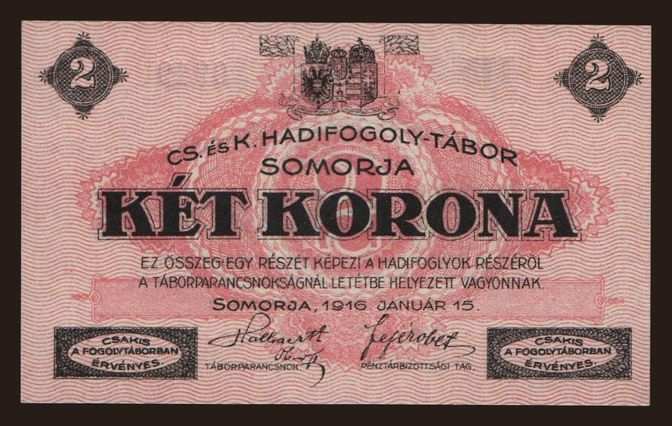 2
2
CS. ÉS K. HADIFOGOLY-TÁBOR
SOMORJA
KÉT KORONA
EZ ÖSSZEG EGY RÉSZÉT KÉPEZI A HADIFOGLYOK RÉSZÉRŐL
A TÁBORPARANCSNOKSÁGNÁL LETÉTBE HELYEZETT VAGYONNAK.
SOMORJA, 1916 JANUÁR 15.
CSAKIS
A FOGOLYTÁBORBAN
ÉRVÉNYES.
TÁBORPARANCSNOK
PÉNZTÁRBIZOTTSÁGI TAG.
CSAKIS
A FOGOLYTÁBORBAN
ÉRVÉNYES.